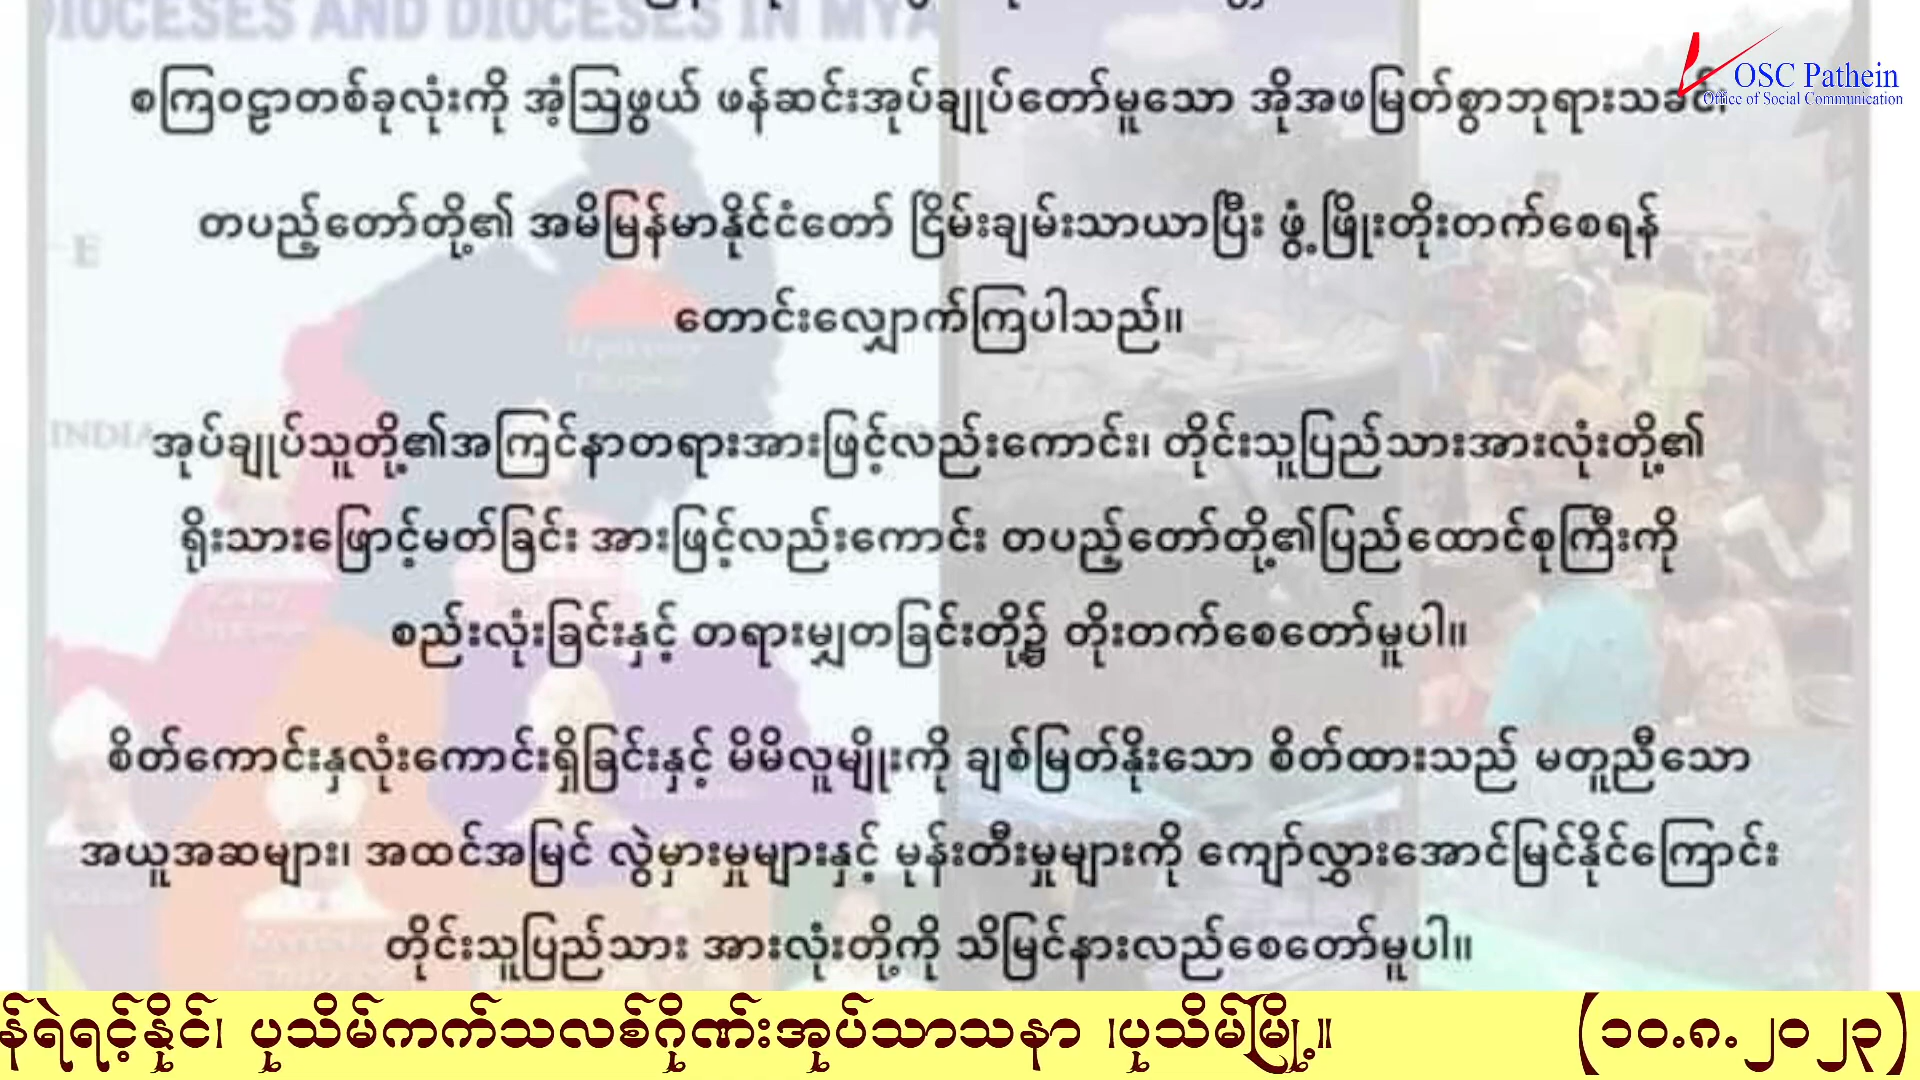 DIOCESES AND DIOCESES IN MYA
OSC Pathein
Office of Social Communication
စကြဝဠာတစ်ခုလုံးကို အံ့ဩဖွယ် ဖန်ဆင်းအုပ်ချုပ်တော်မူသော အိုအဖမြတ်စွာဘုရားသခင်၊
တပည့်တော်တို့၏ အမိမြန်မာနိုင်ငံတော် ငြိမ်းချမ်းသာယာပြီး ဖွံ့ဖြိုးတိုးတက်စေရန်
တောင်းလျှောက်ကြပါသည်။
INDIA
အုပ်ချုပ်သူတို့၏အကြင်နာတရားအားဖြင့်လည်းကောင်း၊ တိုင်းသူပြည်သားအားလုံးတို့၏
ရိုးသားဖြောင့်မတ်ခြင်း အားဖြင့်လည်းကောင်း တပည့်တော်တို့၏ပြည်ထောင်စုကြီးကို
စည်းလုံးခြင်းနှင့် တရားမျှတခြင်းတို့၌ တိုးတက်စေတော်မူပါ။
စိတ်ကောင်းနှလုံးကောင်းရှိခြင်းနှင့် မိမိလူမျိုးကို ချစ်မြတ်နိုးသော စိတ်ထားသည် မတူညီသော
အယူအဆများ၊ အထင်အမြင် လွဲမှားမှုများနှင့် မုန်းတီးမှုများကို ကျော်လွှားအောင်မြင်နိုင်ကြောင်း
တိုင်းသူပြည်သား အားလုံးတို့ကို သိမြင်နားလည်စေတော်မူပါ။
န်ရဲရင့်နိုင်၊ ပုသိမ်ကက်သလစ်ဂိုဏ်းအုပ်သာသနာ ၊ပုသိမ်မြို့။ (၁၀.၈.၂၀၂၃)